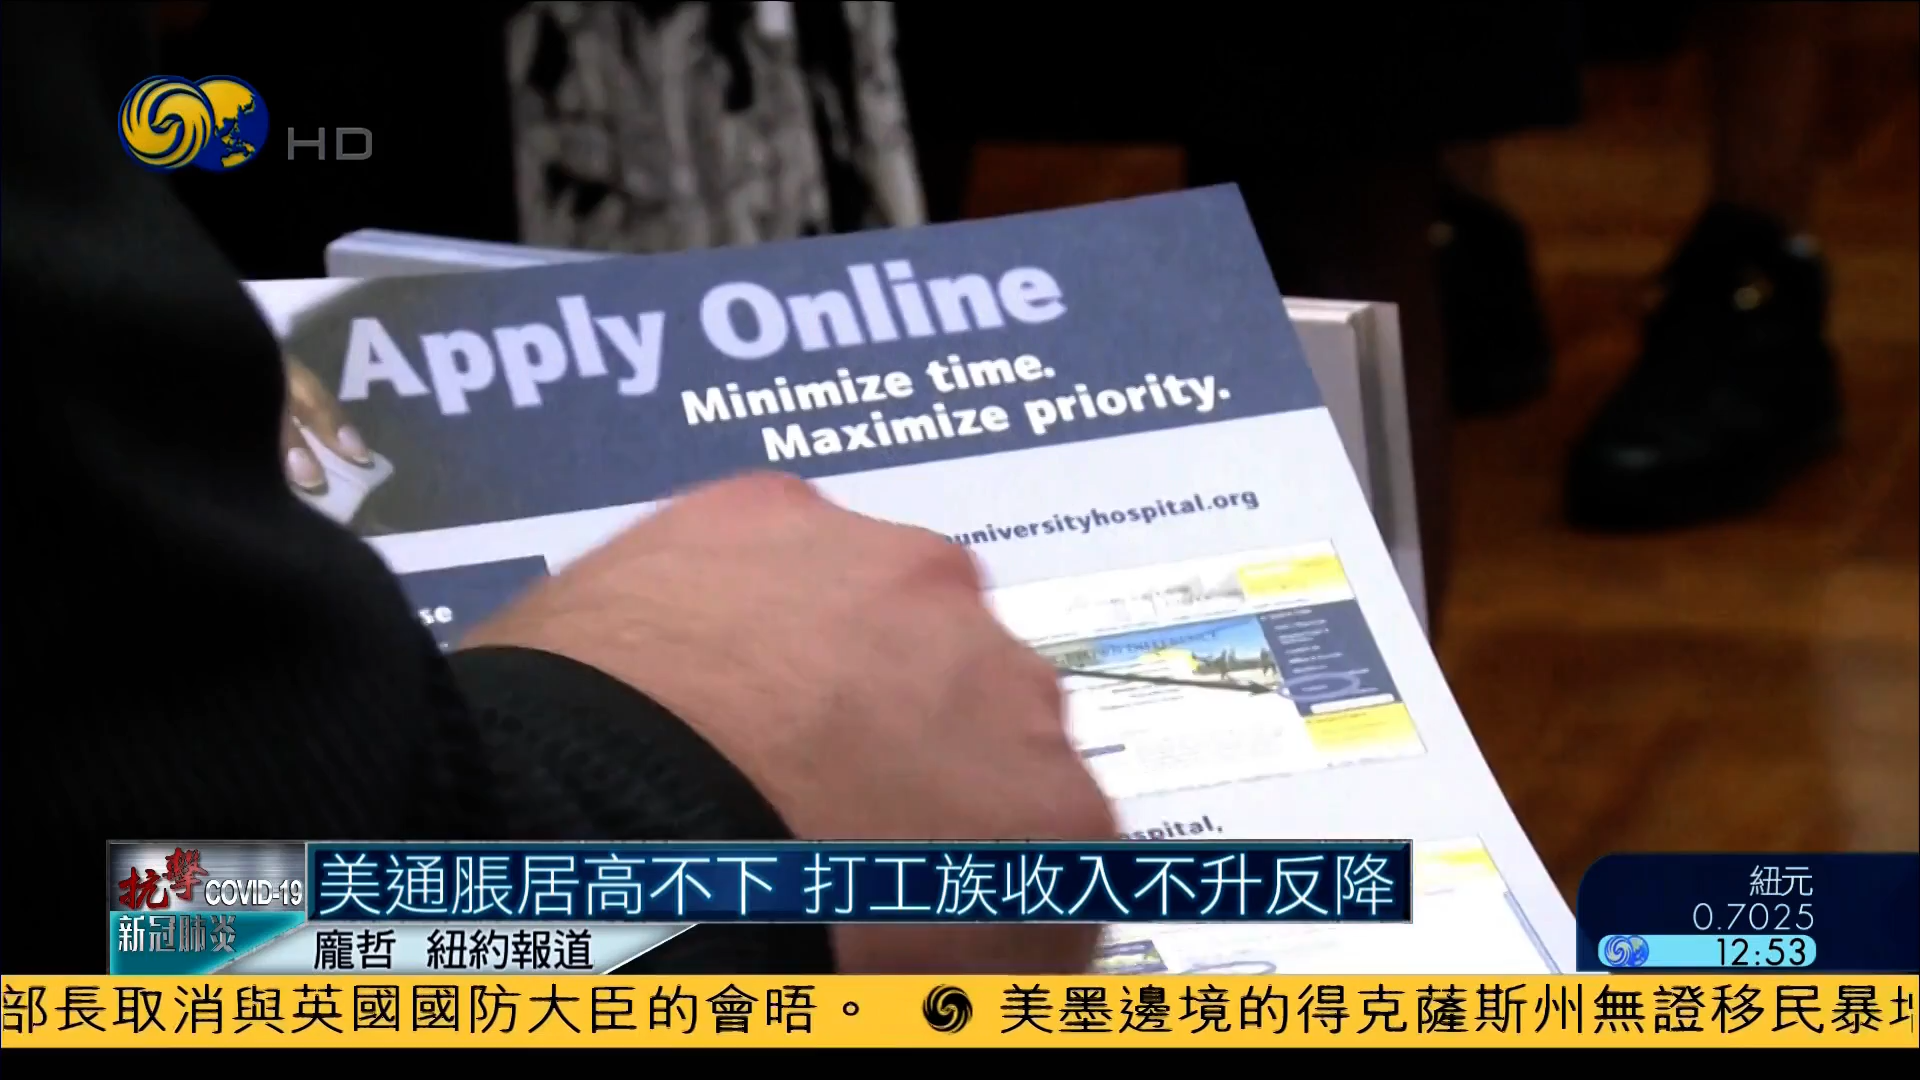 HD
Apply Online
Minimize time.
Maximize priority.
universityhospital.org
抗擊 COVID-19
新冠肺炎
美通脹居高不下 打工族收入不升反降
龐哲 紐約報道
紐元
0.7025
12:53
部長取消與英國國防大臣的會晤。 美墨邊境的得克薩斯州無證移民暴